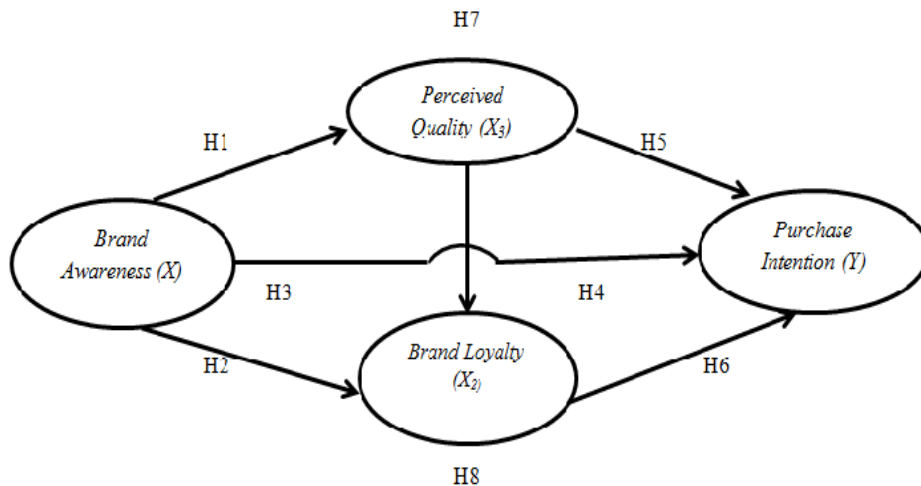 H7
Perceived
Quality (X₃)
H1
H5
Brand
Awareness (X)
Purchase
Intention (Y)
H3
H4
Brand Loyalty
(X₂)
H2
H6
H8